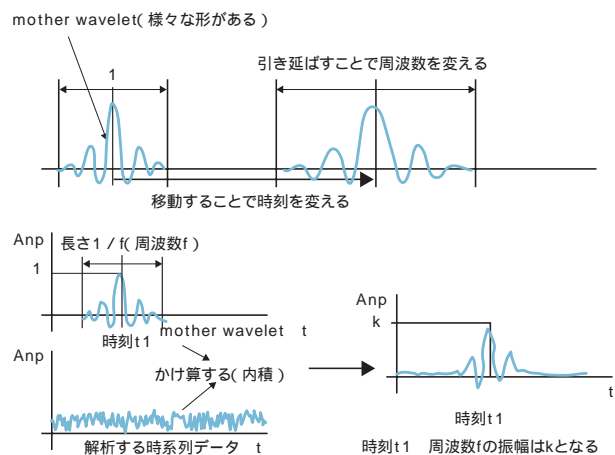 mother wavelet(様々な形がある)
1
引き延ばすことで周波数を変える
移動することで時刻を変える
Anp
長さ1/f(周波数f)
1
時刻t1
mother wavelet t
Anp
かけ算する(内積)
解析する時系列データ t
Anp
k
t
時刻t1
時刻t1 周波数fの振幅はkとなる